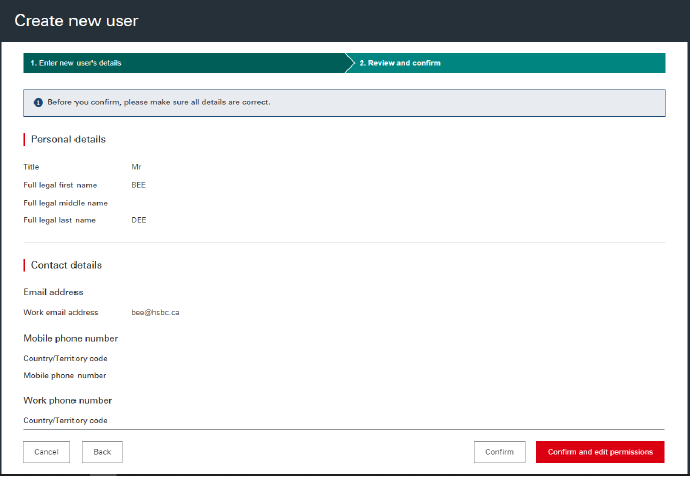 Create new user
1. Enter new user's details
2. Review and confirm
Before you confirm, please make sure all details are correct.
Personal details
Title Mr
Full legal first name BEE
Full legal middle name
Full legal last name DEE
Contact details
Email address
Work email address bee@hsbc.ca
Mobile phone number
Country/Territory code
Mobile phone number
Work phone number
Country/Territory code
Cancel Back Confirm Confirm and edit permissions